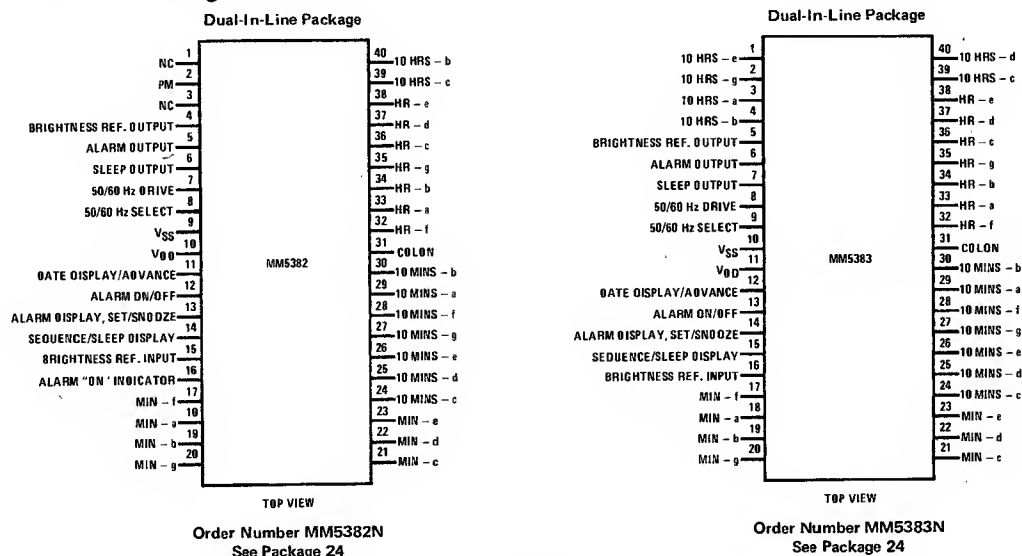 Dual-In-Line Package
1 NC
2 PM
3 NC
4 BRIGHTNESS REF. OUTPUT
5 ALARM OUTPUT
6 SLEEP OUTPUT
7 50/60 Hz DRIVE
8 50/60 Hz SELECT
9 VSS
10 VDD
11 DATE DISPLAY/ADVANCE
12 ALARM ON/OFF
13 ALARM DISPLAY, SET/SNOOZE
14 SEQUENCE/SLEEP DISPLAY
15 BRIGHTNESS REF. INPUT
16 ALARM "ON" INDICATOR
17 MIN – f
18 MIN – a
19 MIN – b
20 MIN – g
MM5382
40 10 HRS – b
39 10 HRS – c
38 HR – e
37 HR – d
36 HR – c
35 HR – g
34 HR – b
33 HR – a
32 HR – f
31 COLON
30 10 MINS – b
29 10 MINS – a
28 10 MINS – f
27 10 MINS – g
26 10 MINS – e
25 10 MINS – d
24 10 MINS – c
23 MIN – e
22 MIN – d
21 MIN – c
TOP VIEW
Order Number MM5382N
See Package 24
Dual-In-Line Package
1 10 HRS – e
2 10 HRS – g
3 10 HRS – a
4 10 HRS – b
5 BRIGHTNESS REF. OUTPUT
6 ALARM OUTPUT
7 SLEEP OUTPUT
8 50/60 Hz DRIVE
9 50/60 Hz SELECT
10 VSS
11 VDD
12 DATE DISPLAY/ADVANCE
13 ALARM ON/OFF
14 ALARM DISPLAY, SET/SNOOZE
15 SEQUENCE/SLEEP DISPLAY
16 BRIGHTNESS REF. INPUT
17 MIN – f
18 MIN – a
19 MIN – b
20 MIN – g
MM5383
40 10 HRS – d
39 10 HRS – c
38 HR – e
37 HR – d
36 HR – c
35 HR – g
34 HR – b
33 HR – a
32 HR – f
31 COLON
30 10 MINS – b
29 10 MINS – a
28 10 MINS – f
27 10 MINS – g
26 10 MINS – e
25 10 MINS – d
24 10 MINS – c
23 MIN – e
22 MIN – d
21 MIN – c
TOP VIEW
Order Number MM5383N
See Package 24